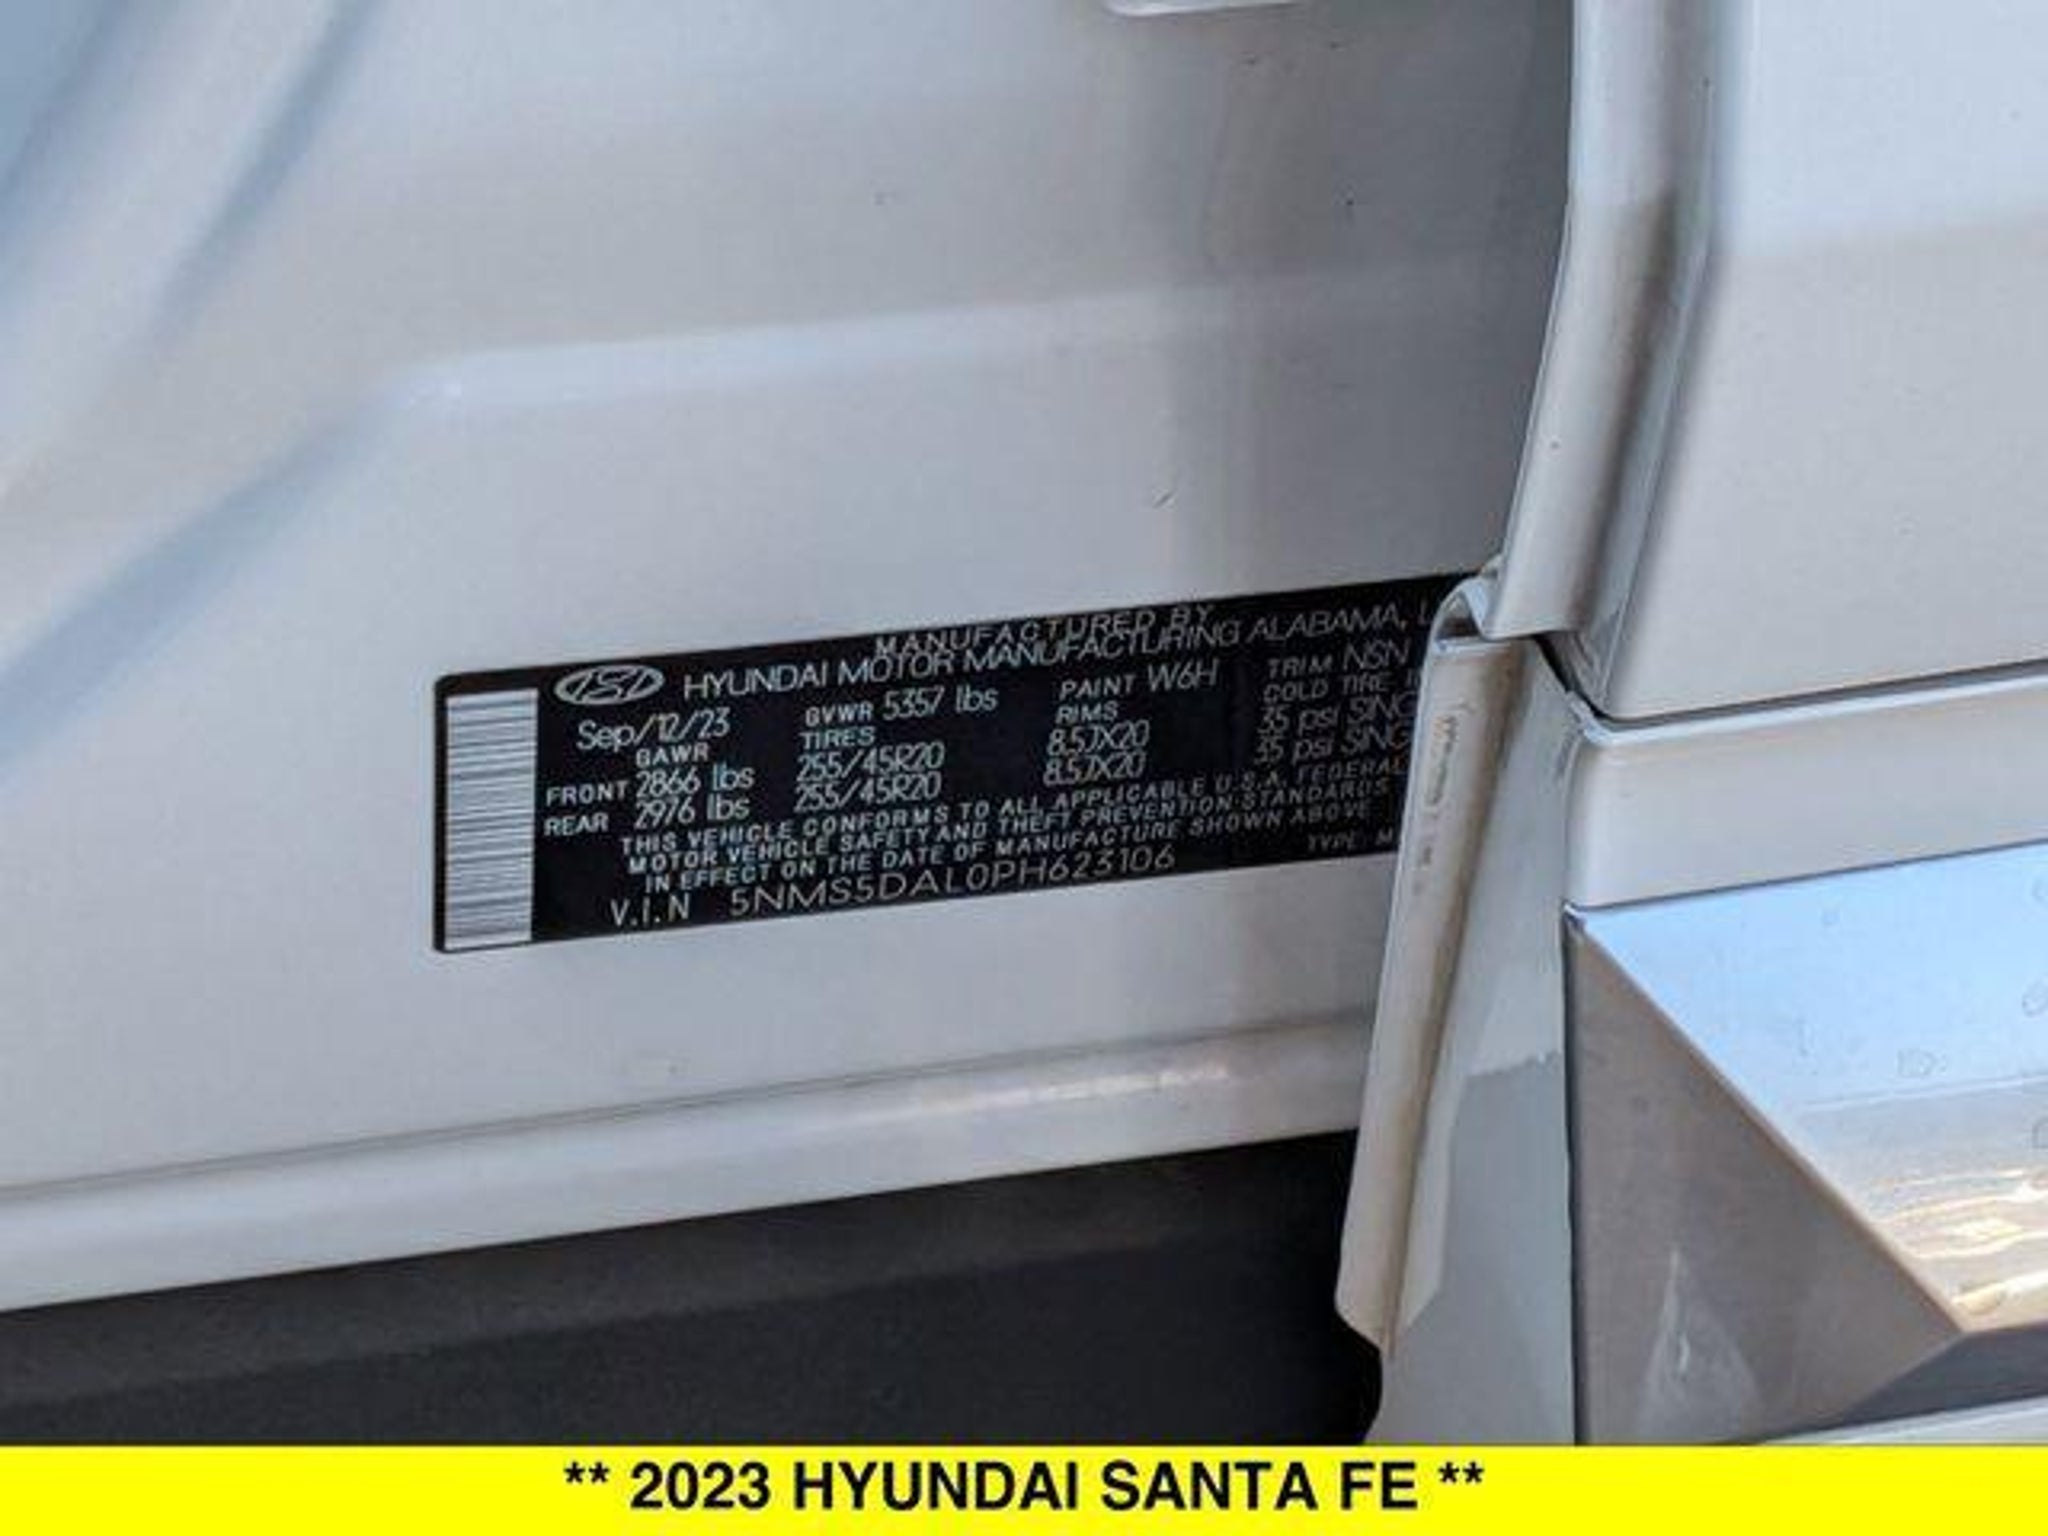 MANUFACTURED BY
HYUNDAI MOTOR MANUFACTURING ALABAMA, L
Sep/12/23 GVWR 5357 lbs PAINT W6H TRIM NSN
GAWR TIRES RIMS COLD TIRE
FRONT 2866 lbs 255/45R20 8.5JX20 35 psi SING
REAR 2976 lbs 255/45R20 8.5JX20 35 psi SING
THIS VEHICLE CONFORMS TO ALL APPLICABLE U.S.A. FEDERAL
MOTOR VEHICLE SAFETY AND THEFT PREVENTION STANDARDS
IN EFFECT ON THE DATE OF MANUFACTURE SHOWN ABOVE
V.I.N 5NMS5DAL0PH623106 TYPE: M
** 2023 HYUNDAI SANTA FE **